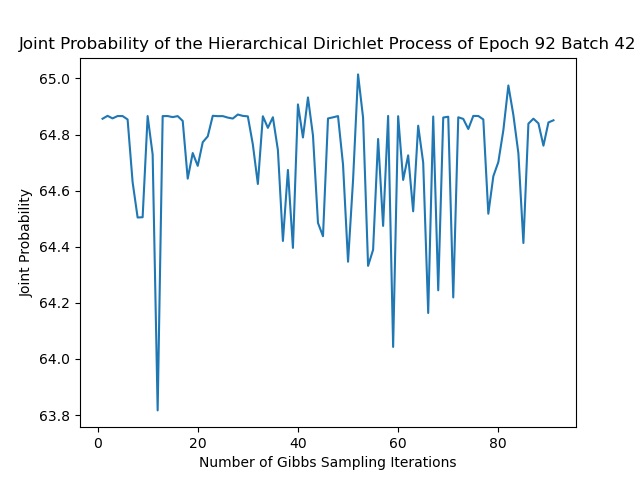 Joint Probability of the Hierarchical Dirichlet Process of Epoch 92 Batch 42
65.0
64.8
64.6
64.4
64.2
64.0
63.8
Joint Probability
0 20 40 60 80
Number of Gibbs Sampling Iterations